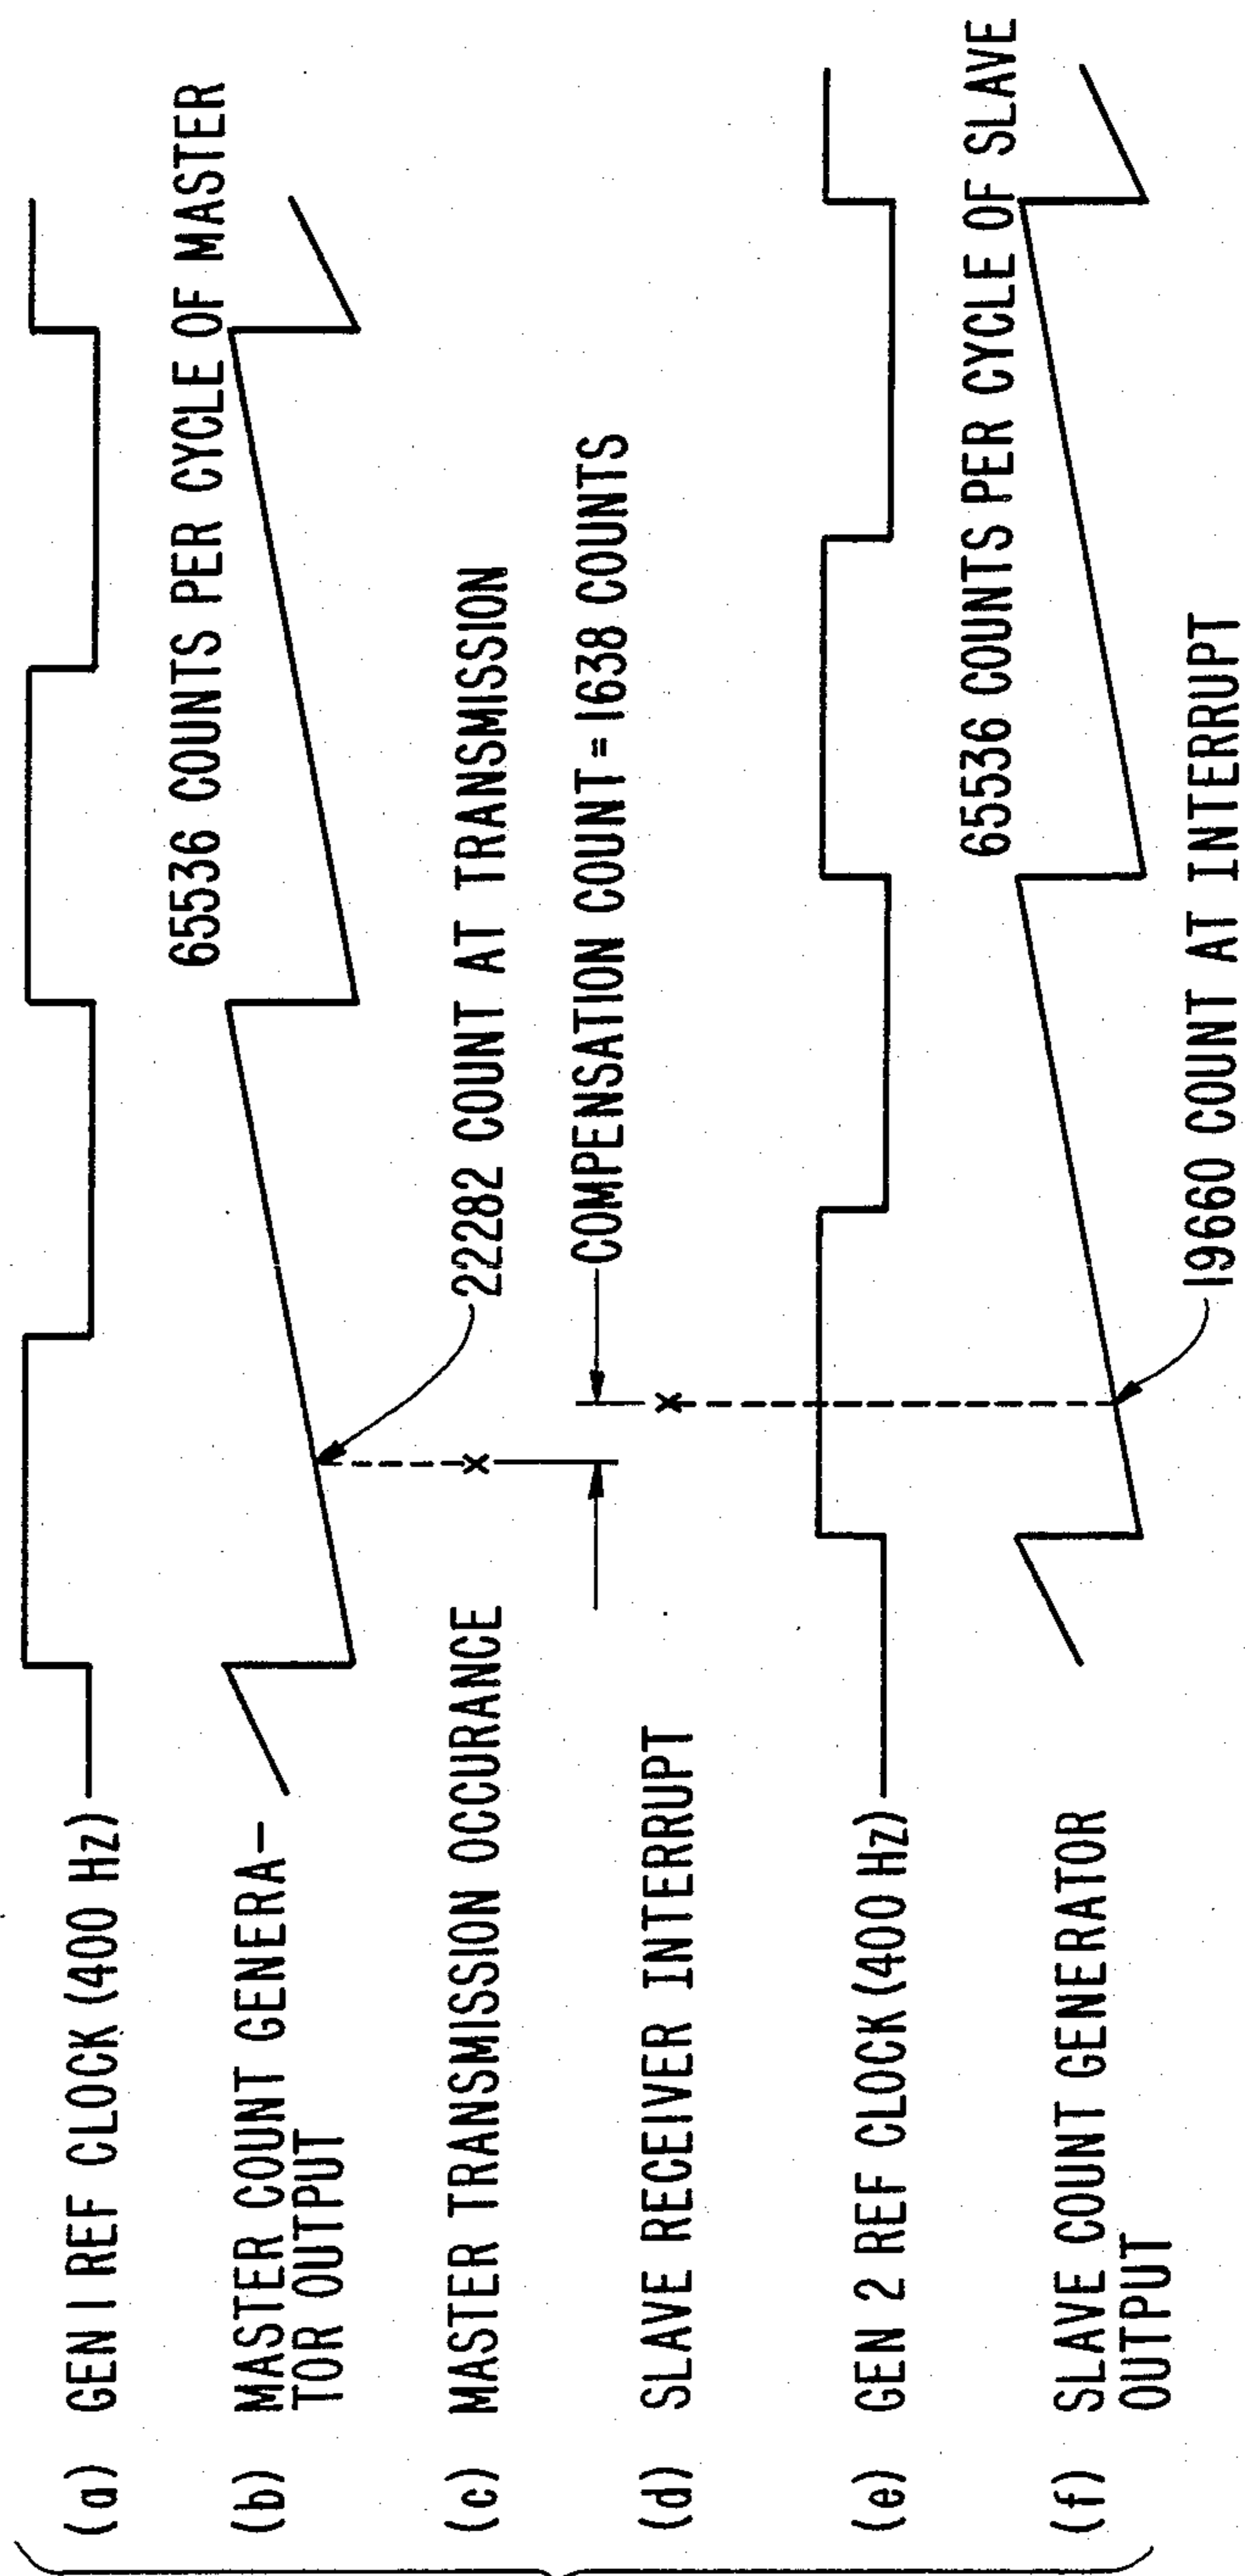 (a) GEN 1 REF CLOCK (400 Hz)
(b) MASTER COUNT GENERA-
TOR OUTPUT
65536 COUNTS PER CYCLE OF MASTER
(c) MASTER TRANSMISSION OCCURANCE
22282 COUNT AT TRANSMISSION
COMPENSATION COUNT = 1638 COUNTS
(d) SLAVE RECEIVER INTERRUPT
(e) GEN 2 REF CLOCK (400 Hz)
65536 COUNTS PER CYCLE OF SLAVE
(f) SLAVE COUNT GENERATOR
OUTPUT
19660 COUNT AT INTERRUPT